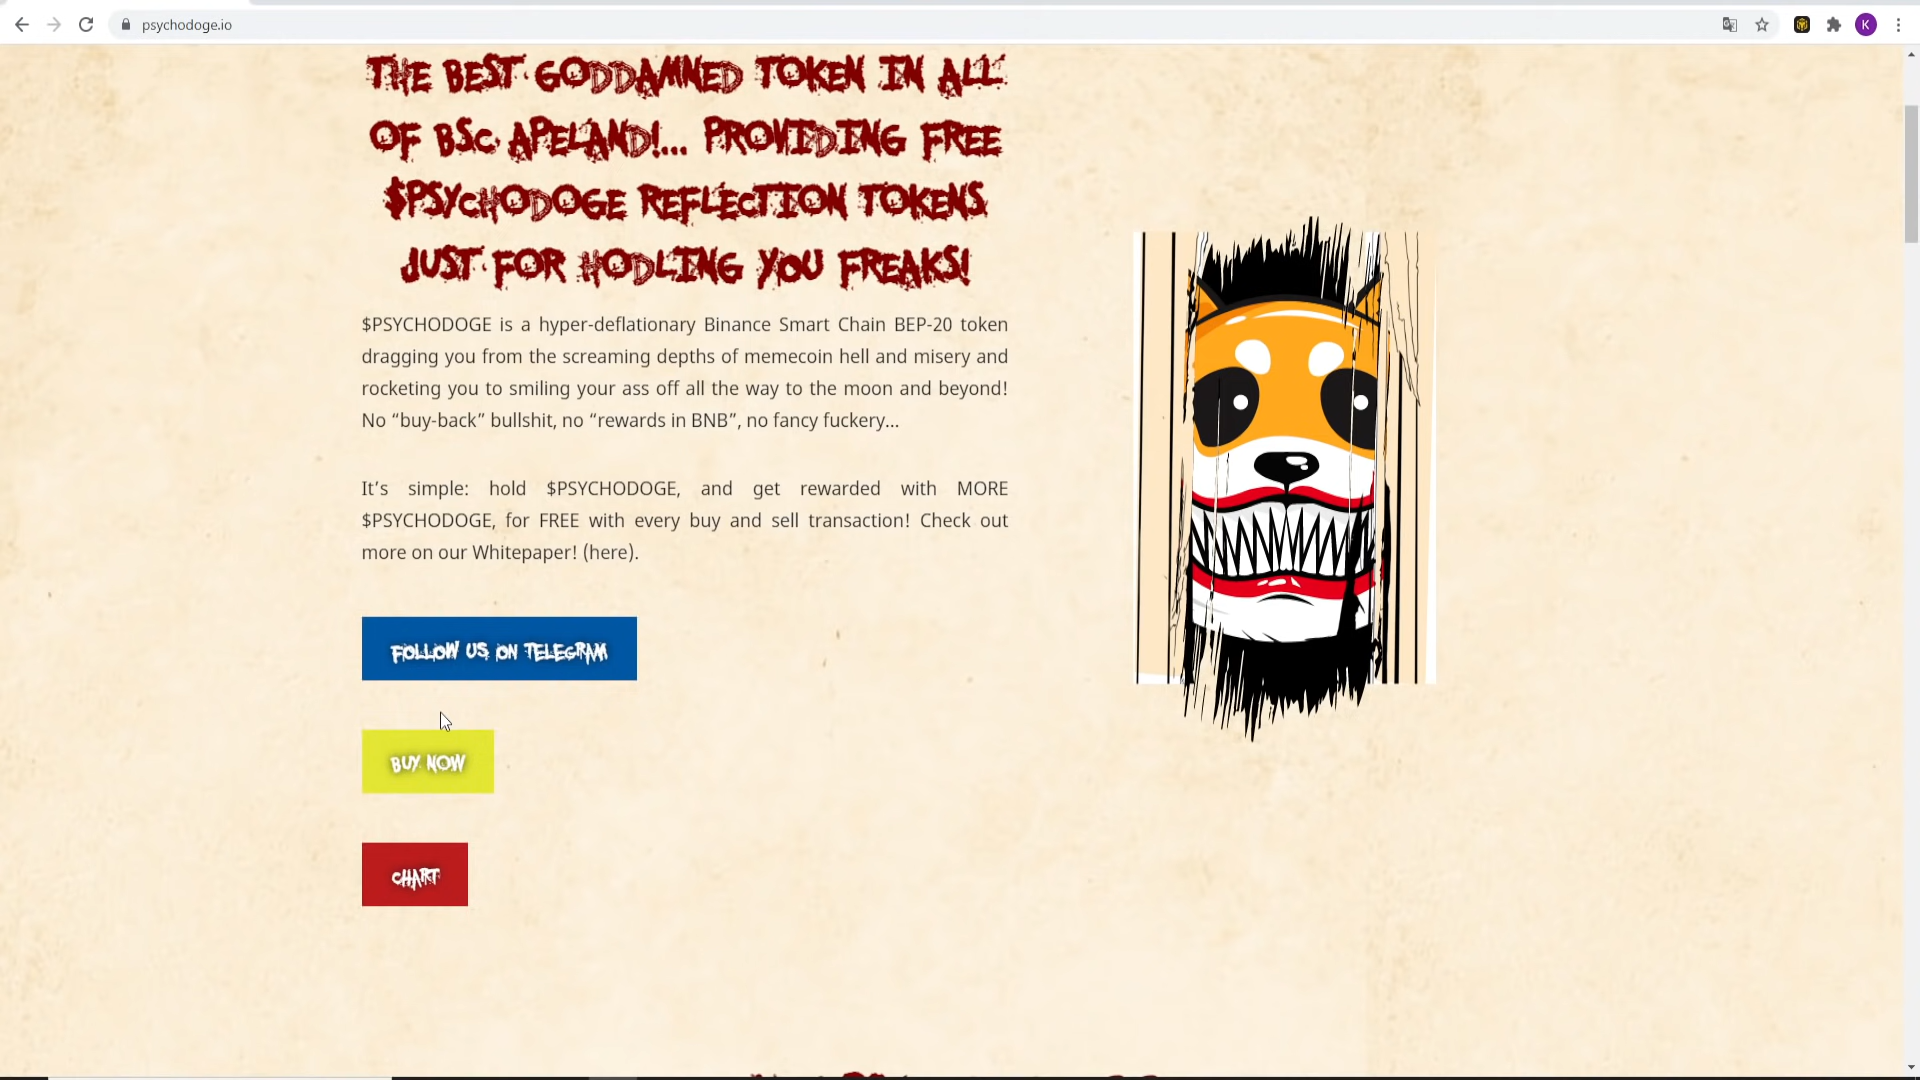 psychodoge.io
K
THE BEST GODDAMNED TOKEN IN ALL
OF BSC APELAND!... PROVIDING FREE
$PSYCHODOGE REFLECTION TOKENS
JUST FOR HODLING YOU FREAKS!
$PSYCHODOGE is a hyper-deflationary Binance Smart Chain BEP-20 token
dragging you from the screaming depths of memecoin hell and misery and
rocketing you to smiling your ass off all the way to the moon and beyond!
No “buy-back” bullshit, no “rewards in BNB”, no fancy fuckery…
It’s simple: hold $PSYCHODOGE, and get rewarded with MORE
$PSYCHODOGE, for FREE with every buy and sell transaction! Check out
more on our Whitepaper! (here).
FOLLOW US ON TELEGRAM
BUY NOW
CHART